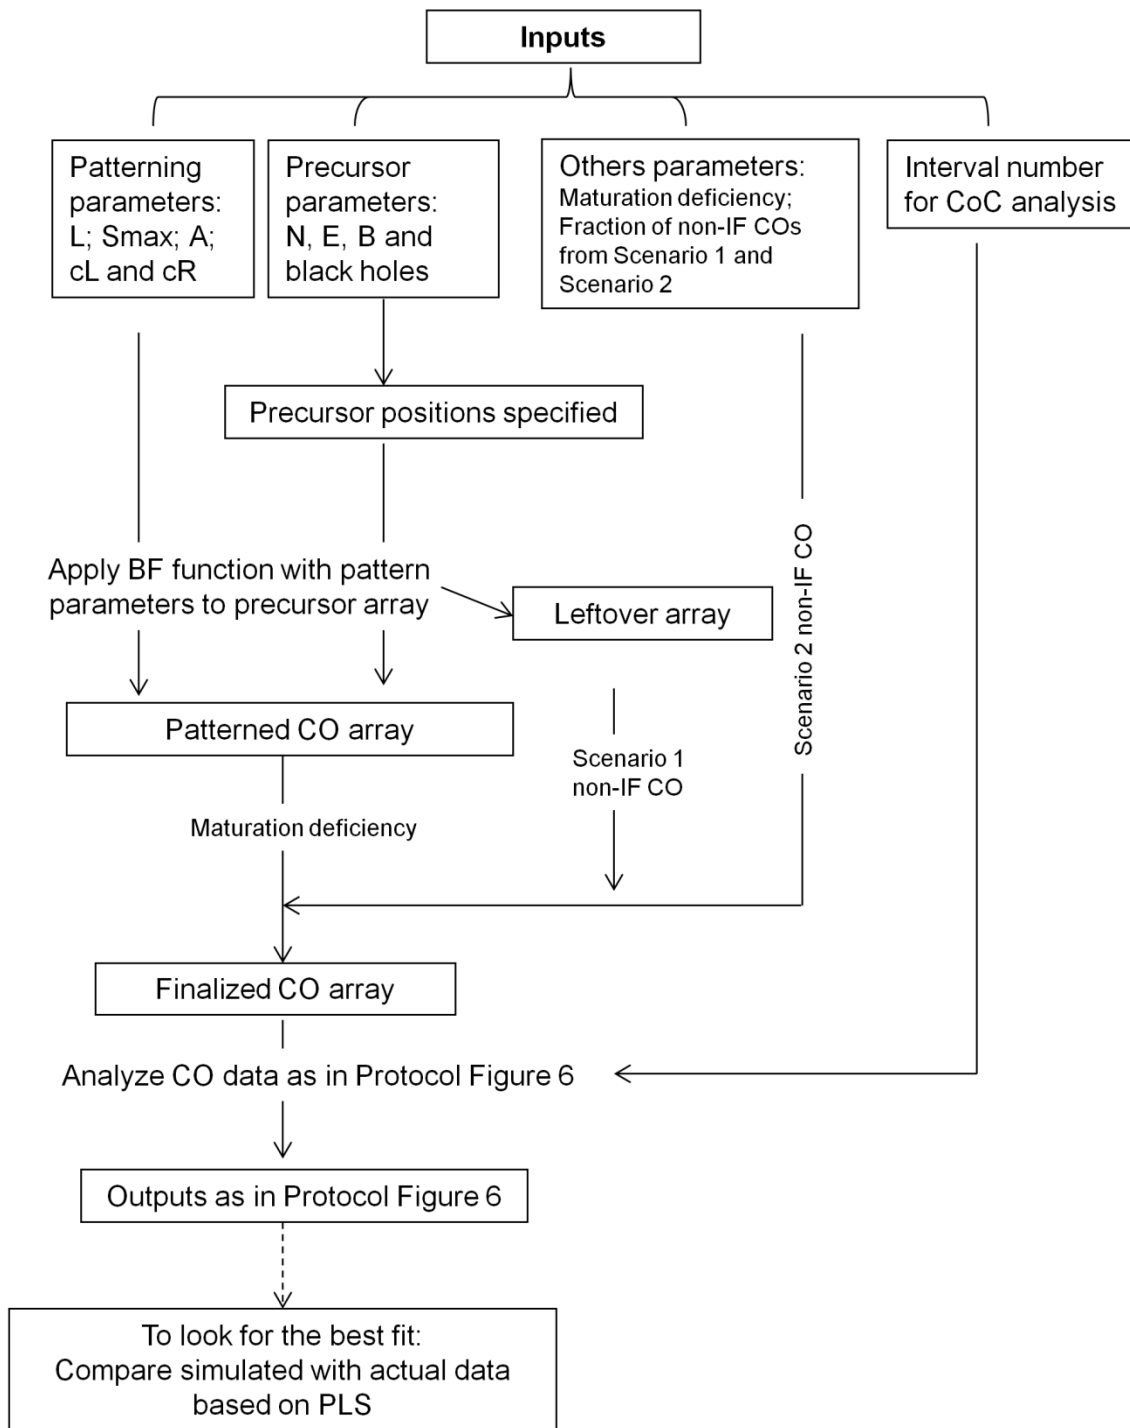 Inputs
Patterning
parameters:
L; Smax; A;
cL and cR
Precursor
parameters:
N, E, B and
black holes
Others parameters:
Maturation deficiency;
Fraction of non-IF COs
from Scenario 1 and
Scenario 2
Interval number
for CoC analysis
Precursor positions specified
Apply BF function with pattern
parameters to precursor array
Leftover array
Scenario 2 non-IF CO
Patterned CO array
Scenario 1
non-IF CO
Maturation deficiency
Finalized CO array
Analyze CO data as in Protocol Figure 6
Outputs as in Protocol Figure 6
To look for the best fit:
Compare simulated with actual data
based on PLS